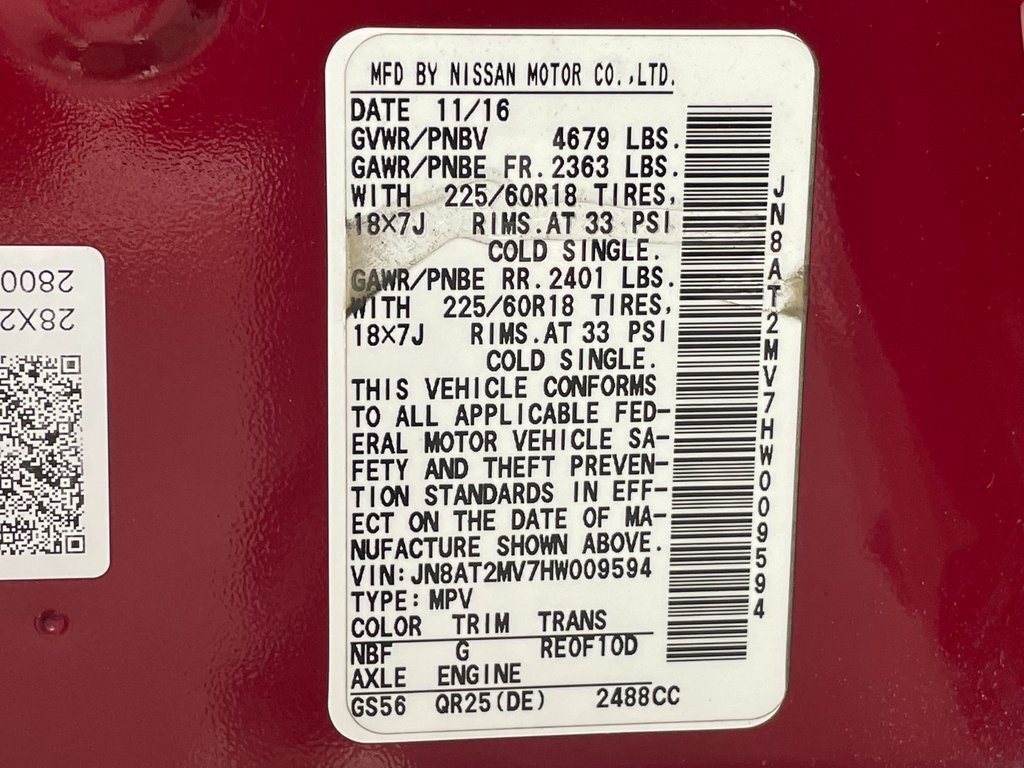 MFD BY NISSAN MOTOR CO.,LTD.
DATE 11/16
GVWR/PNBV 4679 LBS.
GAWR/PNBE FR. 2363 LBS.
WITH 225/60R18 TIRES,
18X7J RIMS. AT 33 PSI
COLD SINGLE.
GAWR/PNBE RR. 2401 LBS.
WITH 225/60R18 TIRES,
18X7J RIMS. AT 33 PSI
COLD SINGLE.
THIS VEHICLE CONFORMS
TO ALL APPLICABLE FED-
ERAL MOTOR VEHICLE SA-
FETY AND THEFT PREVEN-
TION STANDARDS IN EFF-
ECT ON THE DATE OF MA-
NUFACTURE SHOWN ABOVE.
VIN: JN8AT2MV7HW009594
TYPE: MPV
COLOR TRIM TRANS
NBF G RE0F10D
AXLE ENGINE
GS56 QR25(DE) 2488CC
JN8AT2MV7HW009594
28X2
2800